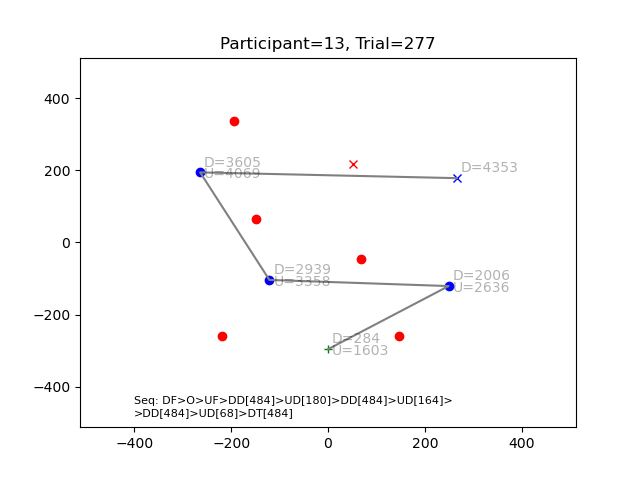 Participant=13, Trial=277
400
200
0
−200
−400
−400
−200
0
200
400
D=3605
U=4069
D=4353
D=2939
U=3358
D=2006
U=2636
D=284
U=1603
Seq: DF>O>UF>DD[484]>UD[180]>DD[484]>UD[164]>
>DD[484]>UD[68]>DT[484]